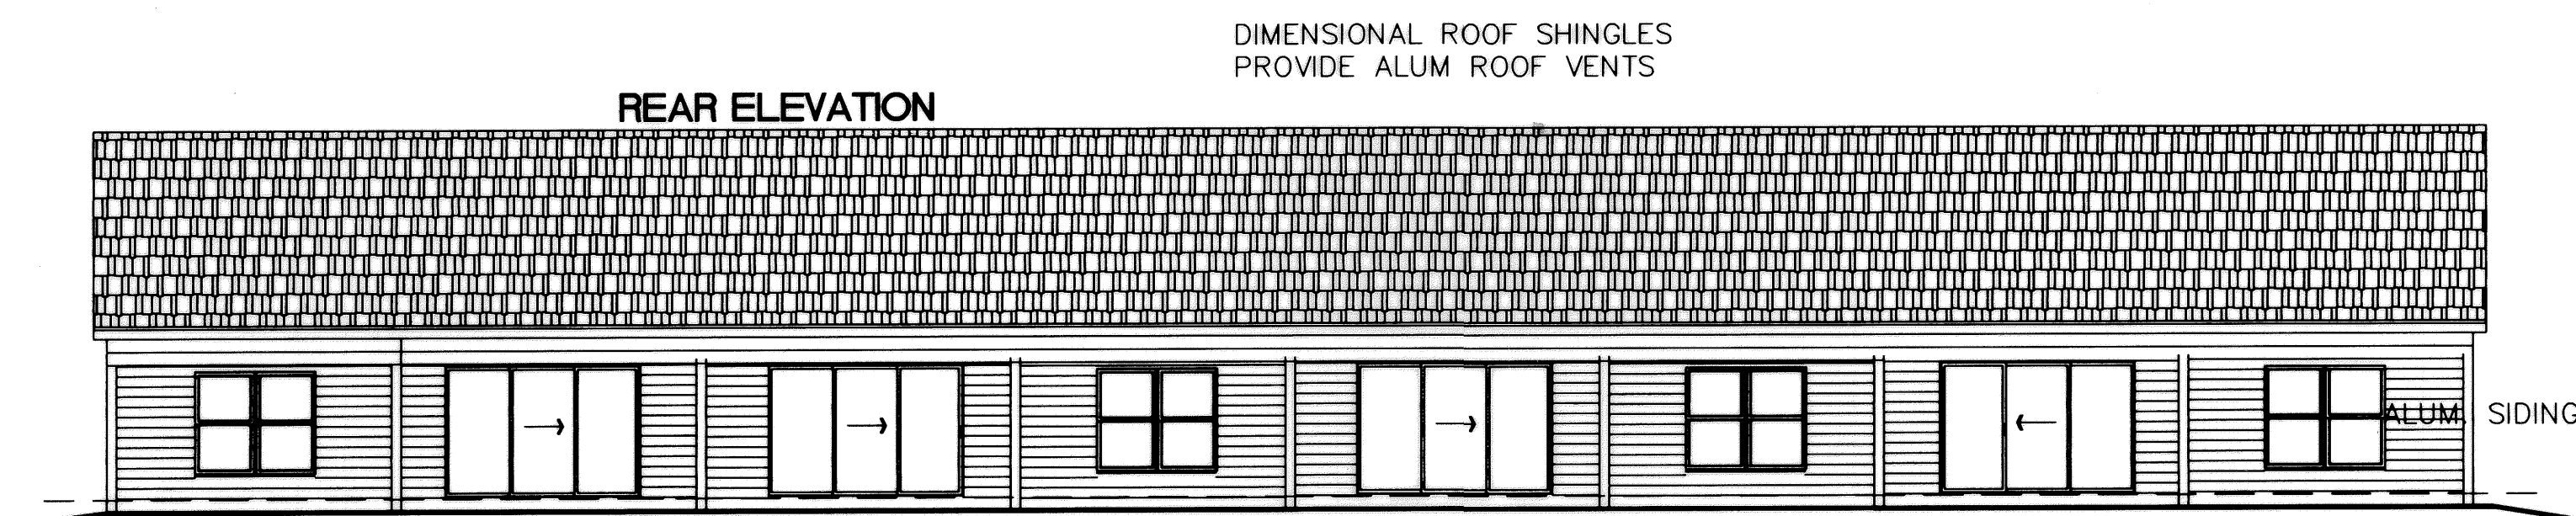 DIMENSIONAL ROOF SHINGLES
PROVIDE ALUM ROOF VENTS
REAR ELEVATION
ALUM. SIDING